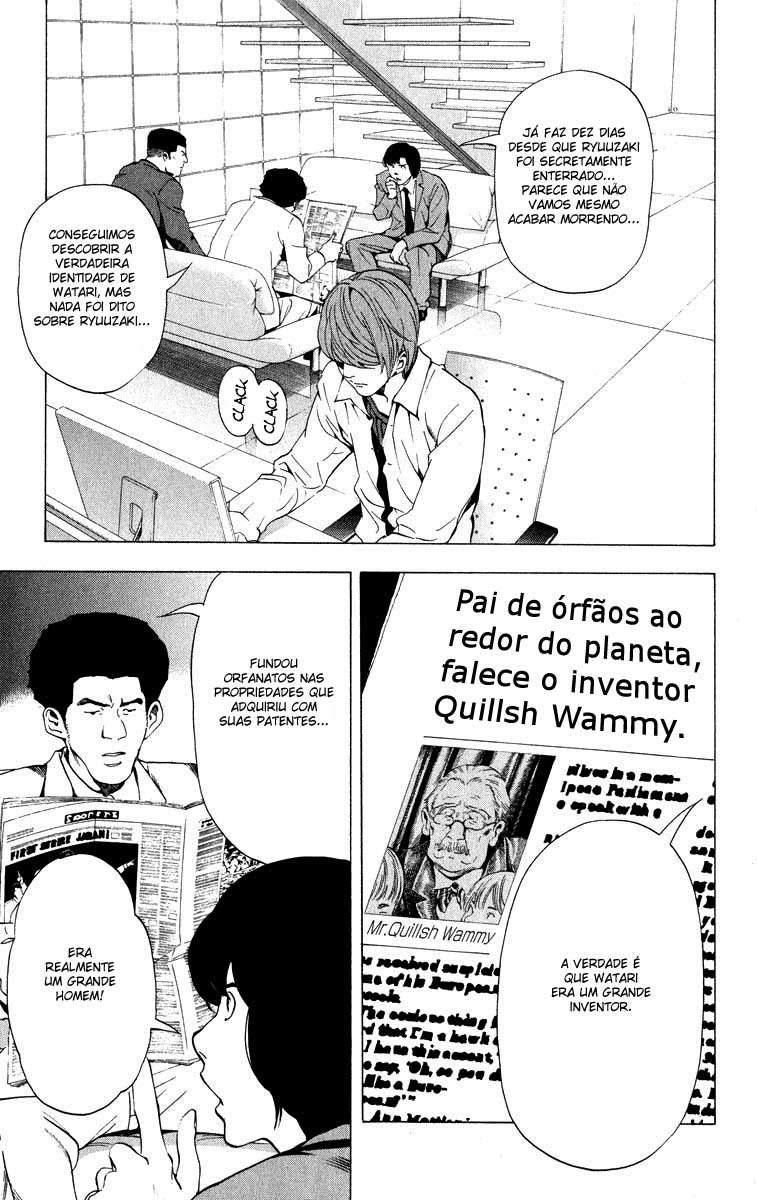 JÁ FAZ DEZ DIAS
DESDE QUE RYUUZAKI
FOI SECRETAMENTE
ENTERRADO...
PARECE QUE NÃO
VAMOS MESMO
ACABAR MORRENDO...
CONSEGUIMOS
DESCOBRIR A
VERDADEIRA
IDENTIDADE DE
WATARI, MAS
NADA FOI DITO
SOBRE RYUUZAKI...
CLACK
CLACK
Pai de órfãos ao
redor do planeta,
falece o inventor
Quillsh Wammy.
Mr.Quillsh Wammy
A VERDADE É
QUE WATARI
ERA UM GRANDE
INVENTOR.
FUNDOU
ORFANATOS NAS
PROPRIEDADES QUE
ADQUIRIU COM
SUAS PATENTES...
ERA
REALMENTE
UM GRANDE
HOMEM!